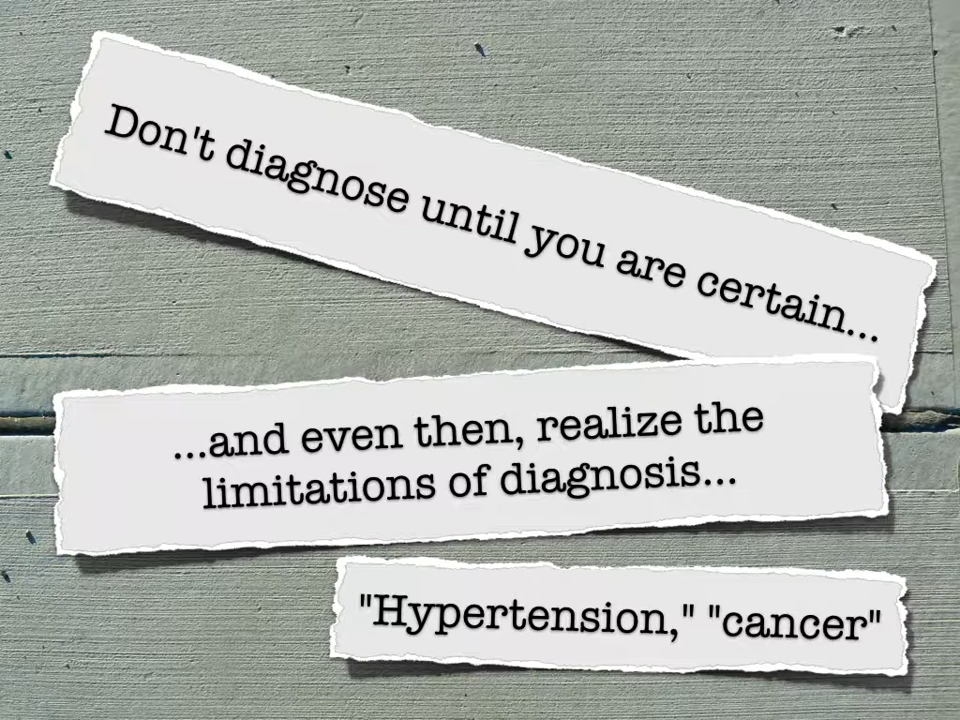 Don't diagnose until you are certain...
...and even then, realize the
limitations of diagnosis...
"Hypertension," "cancer"